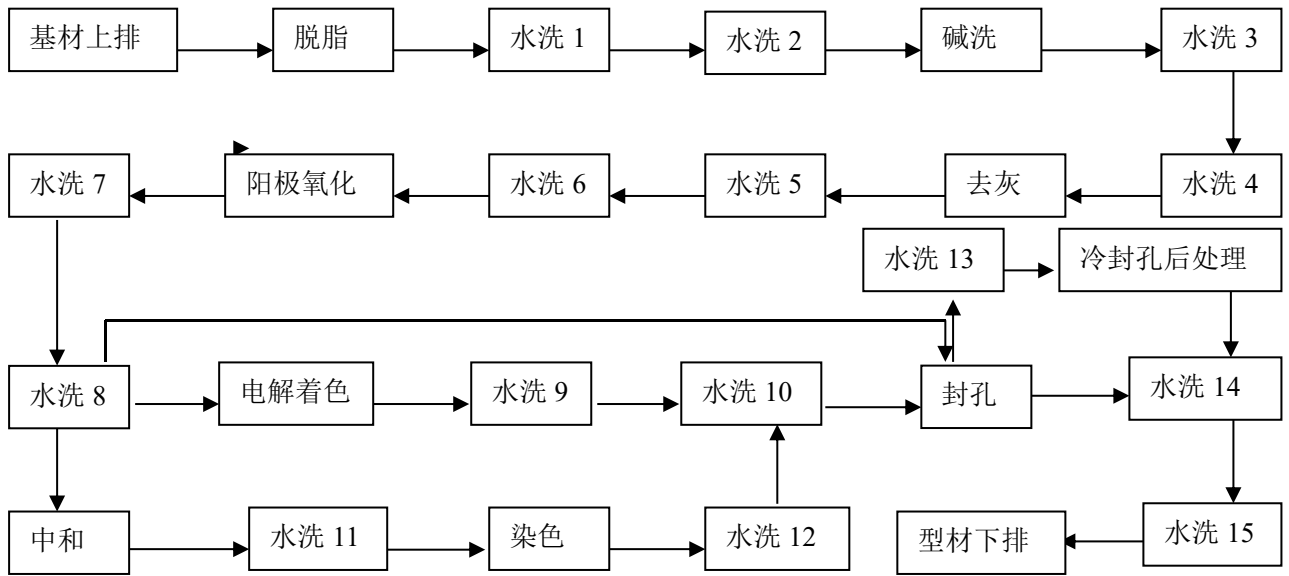 基材上排
脱脂
水洗 1
水洗 2
碱洗
水洗 3
水洗 7
阳极氧化
水洗 6
水洗 5
去灰
水洗 4
水洗 13
冷封孔后处理
水洗 8
电解着色
水洗 9
水洗 10
封孔
水洗 14
中和
水洗 11
染色
水洗 12
型材下排
水洗 15